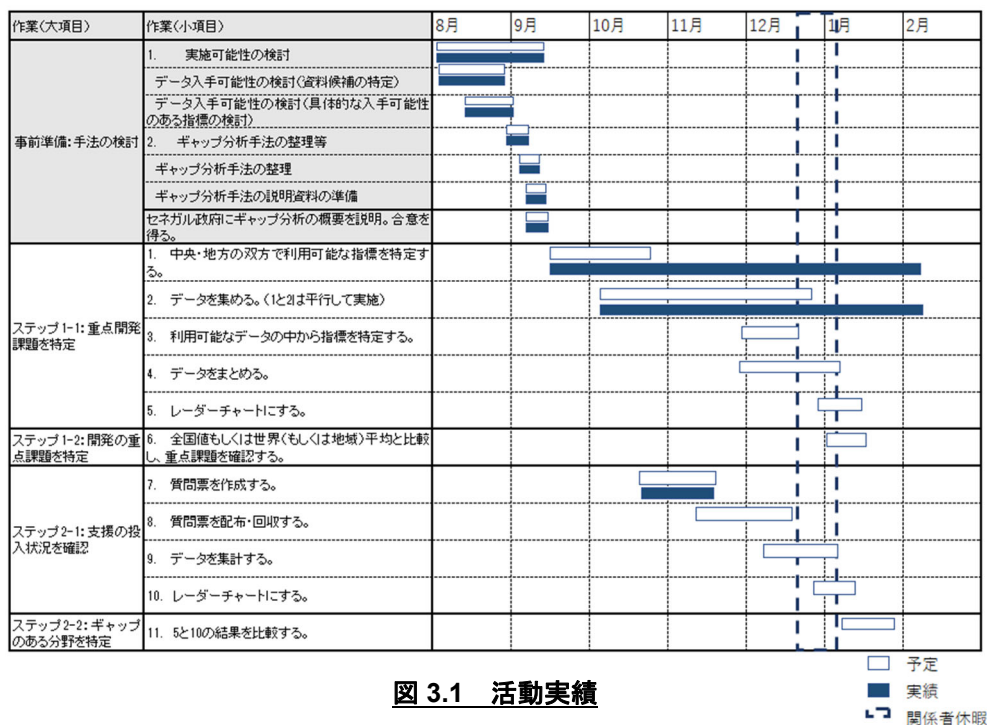 作業(大項目) 作業(小項目) 8月 9月 10月 11月 12月 1月 2月
事前準備:手法の検討
1. 実施可能性の検討
データ入手可能性の検討(資料候補の特定)
データ入手可能性の検討(具体的な入手可能性
のある指標の検討)
2. ギャップ分析手法の整理等
ギャップ分析手法の整理
ギャップ分析手法の説明資料の準備
セネガル政府にギャップ分析の概要を説明。合意を
得る。
ステップ1-1:重点開発
課題を特定
1. 中央・地方の双方で利用可能な指標を特定す
る。
2. データを集める。(1と2は平行して実施)
3. 利用可能なデータの中から指標を特定する。
4. データをまとめる。
5. レーダーチャートにする。
ステップ1-2:開発の重
点課題を特定
6. 全国値もしくは世界(もしくは地域)平均と比較
し、重点課題を確認する。
ステップ2-1:支援の投
入状況を確認
7. 質問票を作成する。
8. 質問票を配布・回収する。
9. データを集計する。
10. レーダーチャートにする。
ステップ2-2:ギャップ
のある分野を特定
11. 5と10の結果を比較する。
予定
実績
関係者休暇
図 3.1 活動実績